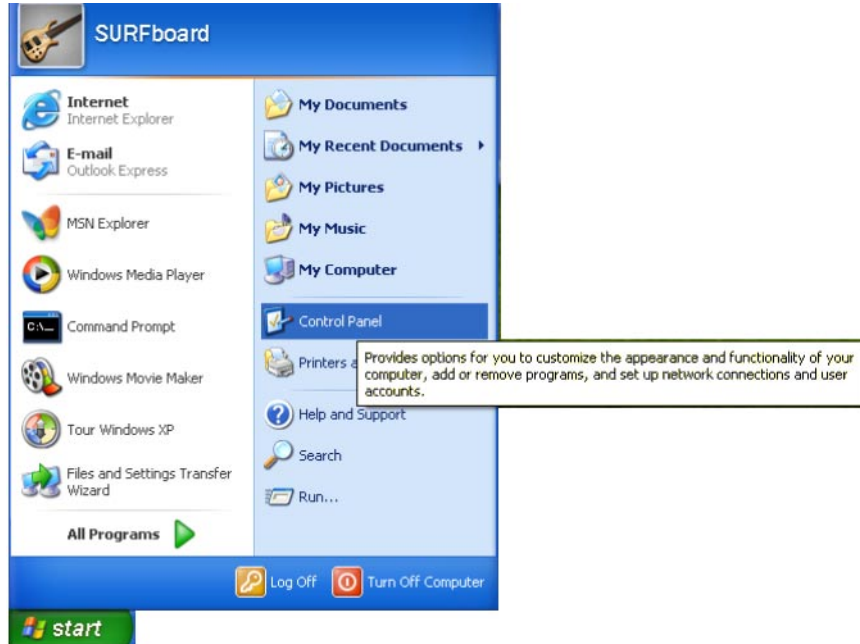 SURFboard
Internet
Internet Explorer
E-mail
Outlook Express
MSN Explorer
Windows Media Player
C:\_
Command Prompt
Windows Movie Maker
Tour Windows XP
Files and Settings Transfer
Wizard
All Programs
My Documents
My Recent Documents
My Pictures
My Music
My Computer
Control Panel
Printers a
Provides options for you to customize the appearance and functionality of your
computer, add or remove programs, and set up network connections and user
accounts.
Help and Support
Search
Run...
Log Off
Turn Off Computer
start